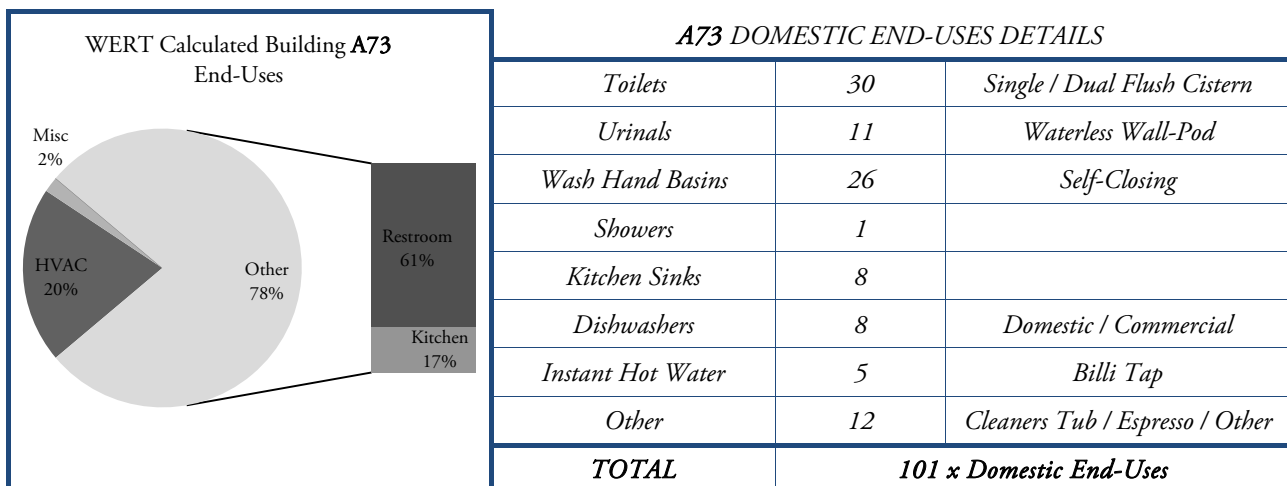 WERT Calculated Building A73
End-Uses
Misc
2%
HVAC
20%
Other
78%
Restroom
61%
Kitchen
17%
A73 DOMESTIC END-USES DETAILS
Toilets 30 Single / Dual Flush Cistern
Urinals 11 Waterless Wall-Pod
Wash Hand Basins 26 Self-Closing
Showers 1
Kitchen Sinks 8
Dishwashers 8 Domestic / Commercial
Instant Hot Water 5 Billi Tap
Other 12 Cleaners Tub / Espresso / Other
TOTAL 101 x Domestic End-Uses